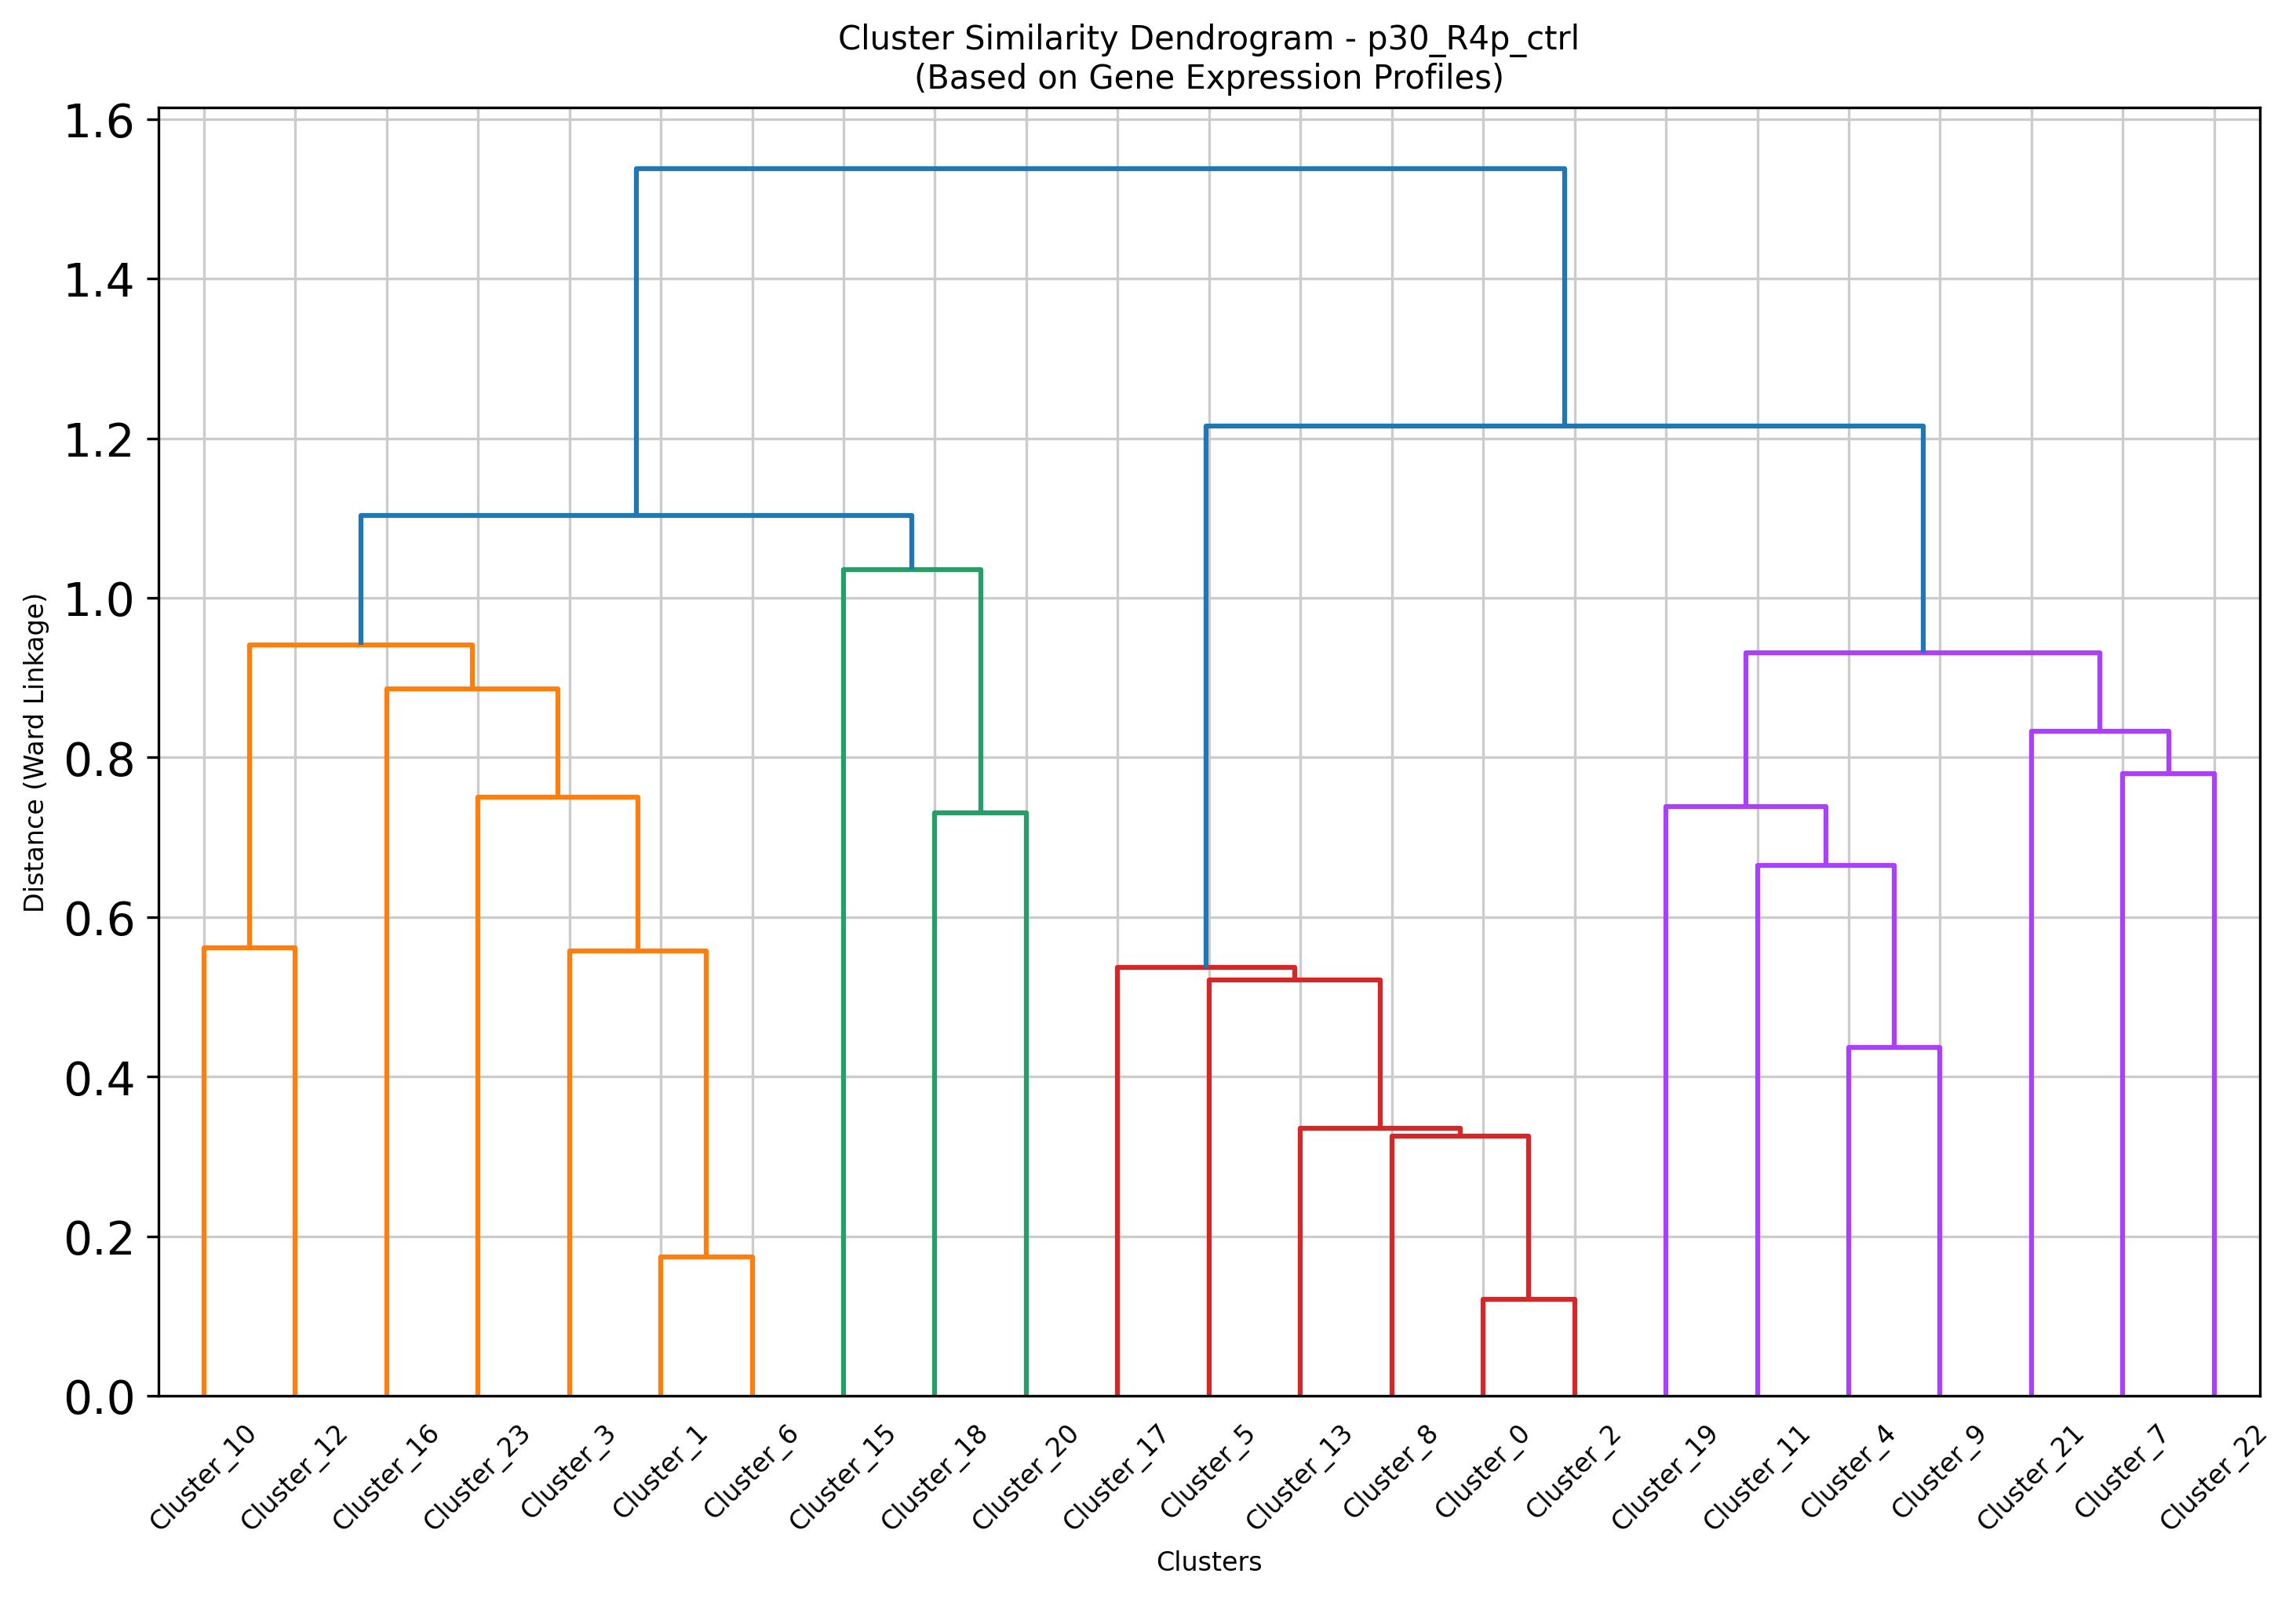 Cluster Similarity Dendrogram - p30_R4p_ctrl
(Based on Gene Expression Profiles)
1.6
1.4
1.2
1.0
0.8
0.6
0.4
0.2
0.0
Distance (Ward Linkage)
Cluster_10
Cluster_12
Cluster_16
Cluster_23
Cluster_3
Cluster_1
Cluster_6
Cluster_15
Cluster_18
Cluster_20
Cluster_17
Cluster_5
Cluster_13
Cluster_8
Cluster_0
Cluster_2
Cluster_19
Cluster_11
Cluster_4
Cluster_9
Cluster_21
Cluster_7
Cluster_22
Clusters